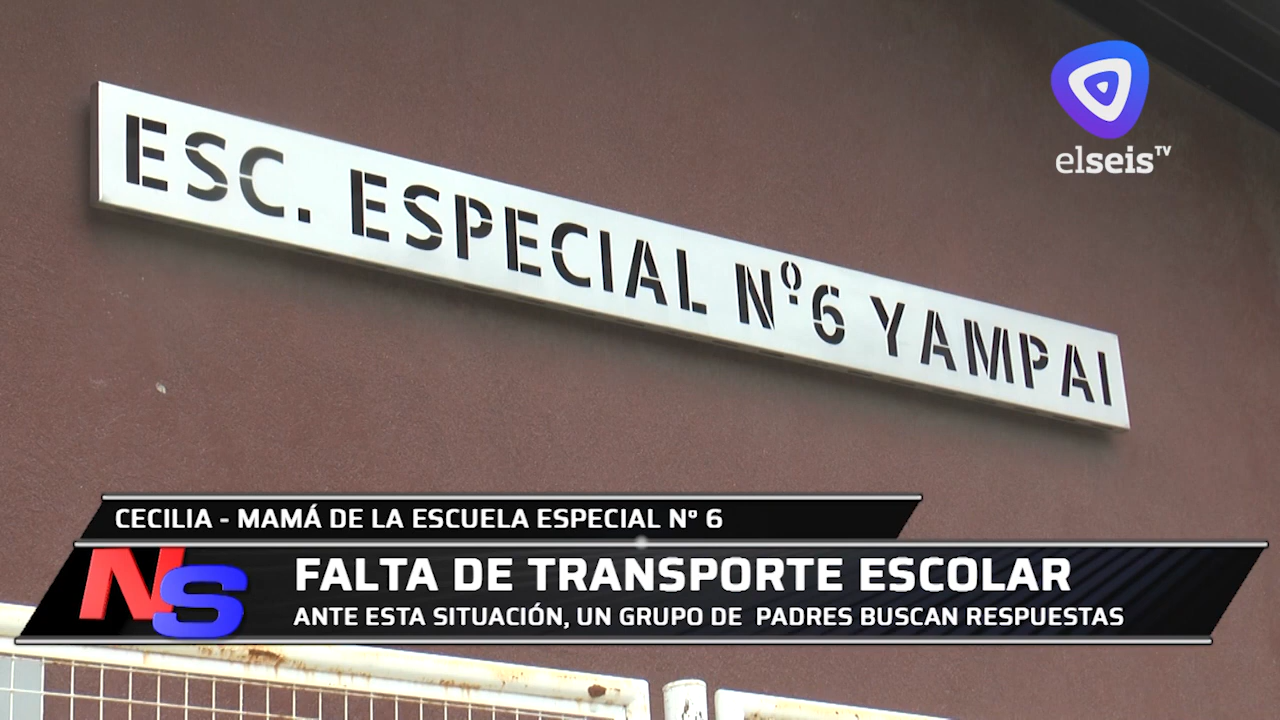 elseis TV
ESC. ESPECIAL Nº6 YAMPAI
CECILIA - MAMÁ DE LA ESCUELA ESPECIAL N° 6
NS
FALTA DE TRANSPORTE ESCOLAR
ANTE ESTA SITUACIÓN, UN GRUPO DE PADRES BUSCAN RESPUESTAS